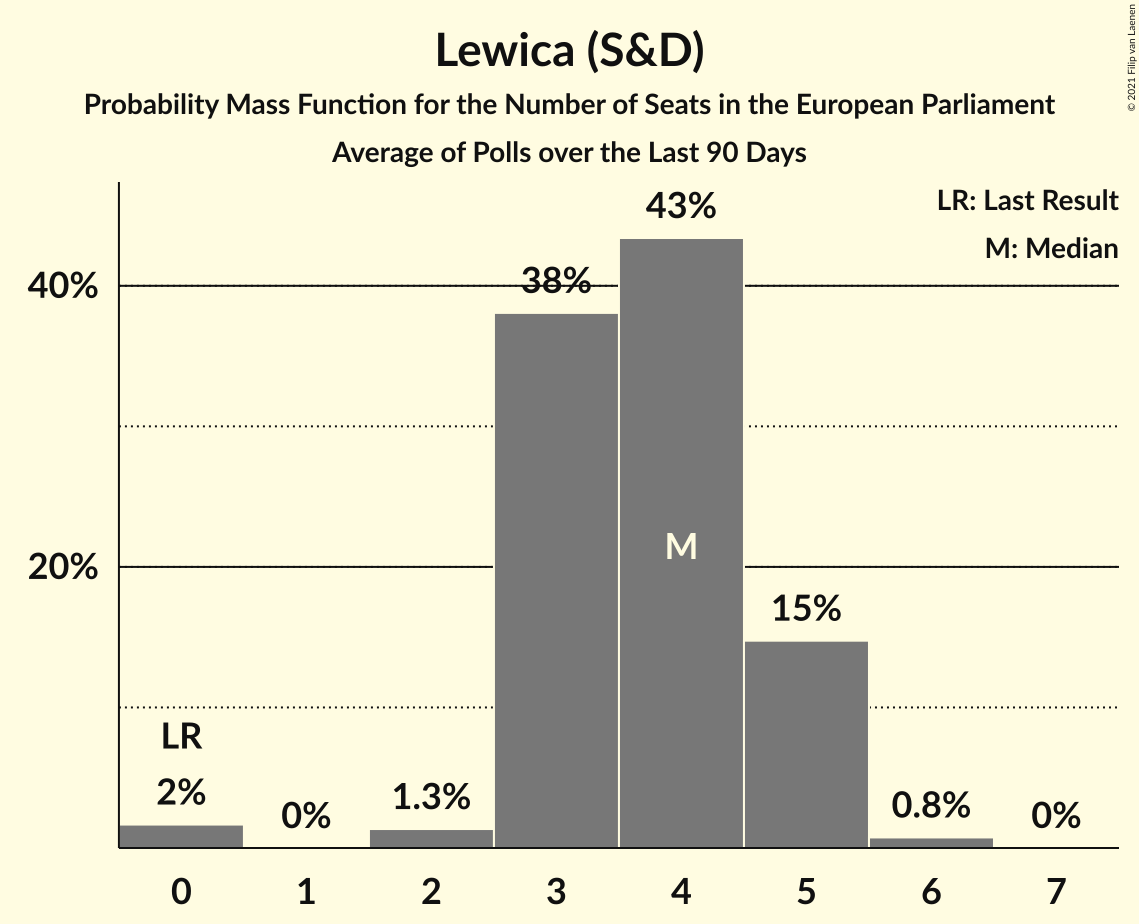 Lewica (S&D)
Probability Mass Function for the Number of Seats in the European Parliament
Average of Polls over the Last 90 Days
© 2021 Filip van Laenen
LR: Last Result
M: Median
43%
38%
40%
M
20%
15%
LR
2%
0%
1.3%
0.8%
0%
0 1 2 3 4 5 6 7